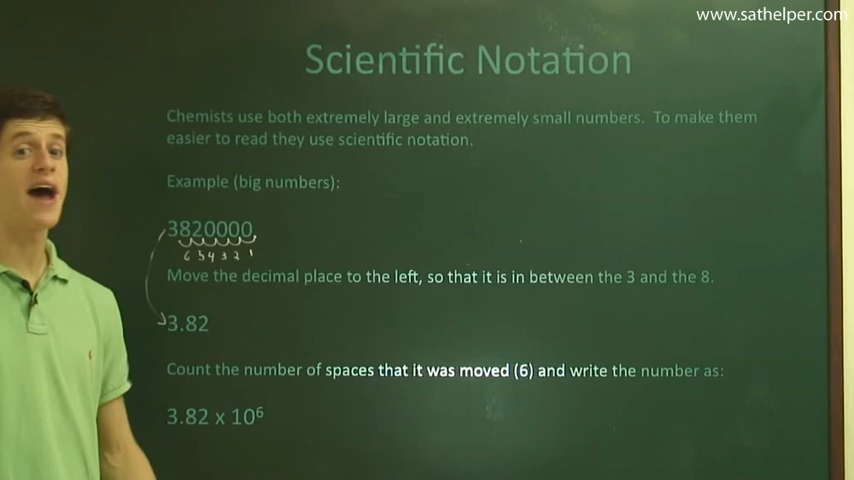 www.sathelper.com
Scientific Notation
Chemists use both extremely large and extremely small numbers. To make them
easier to read they use scientific notation.
Example (big numbers):
3820000.
6 5 4 3 2 1
Move the decimal place to the left, so that it is in between the 3 and the 8.
3.82
Count the number of spaces that it was moved (6) and write the number as:
3.82 x 10⁶